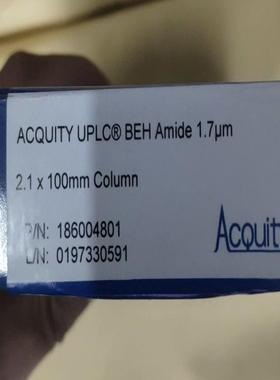 ACQUITY UPLC® BEH Amide 1.7µm
2.1 x 100mm Column
P/N: 186004801
L/N: 0197330591
Acquit